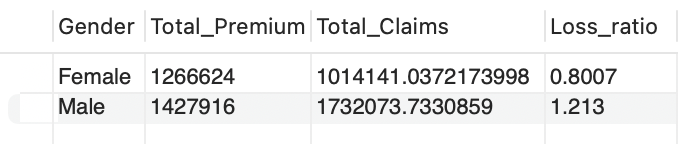 Gender Total_Premium Total_Claims Loss_ratio
Female 1266624 1014141.0372173998 0.8007
Male 1427916 1732073.7330859 1.213